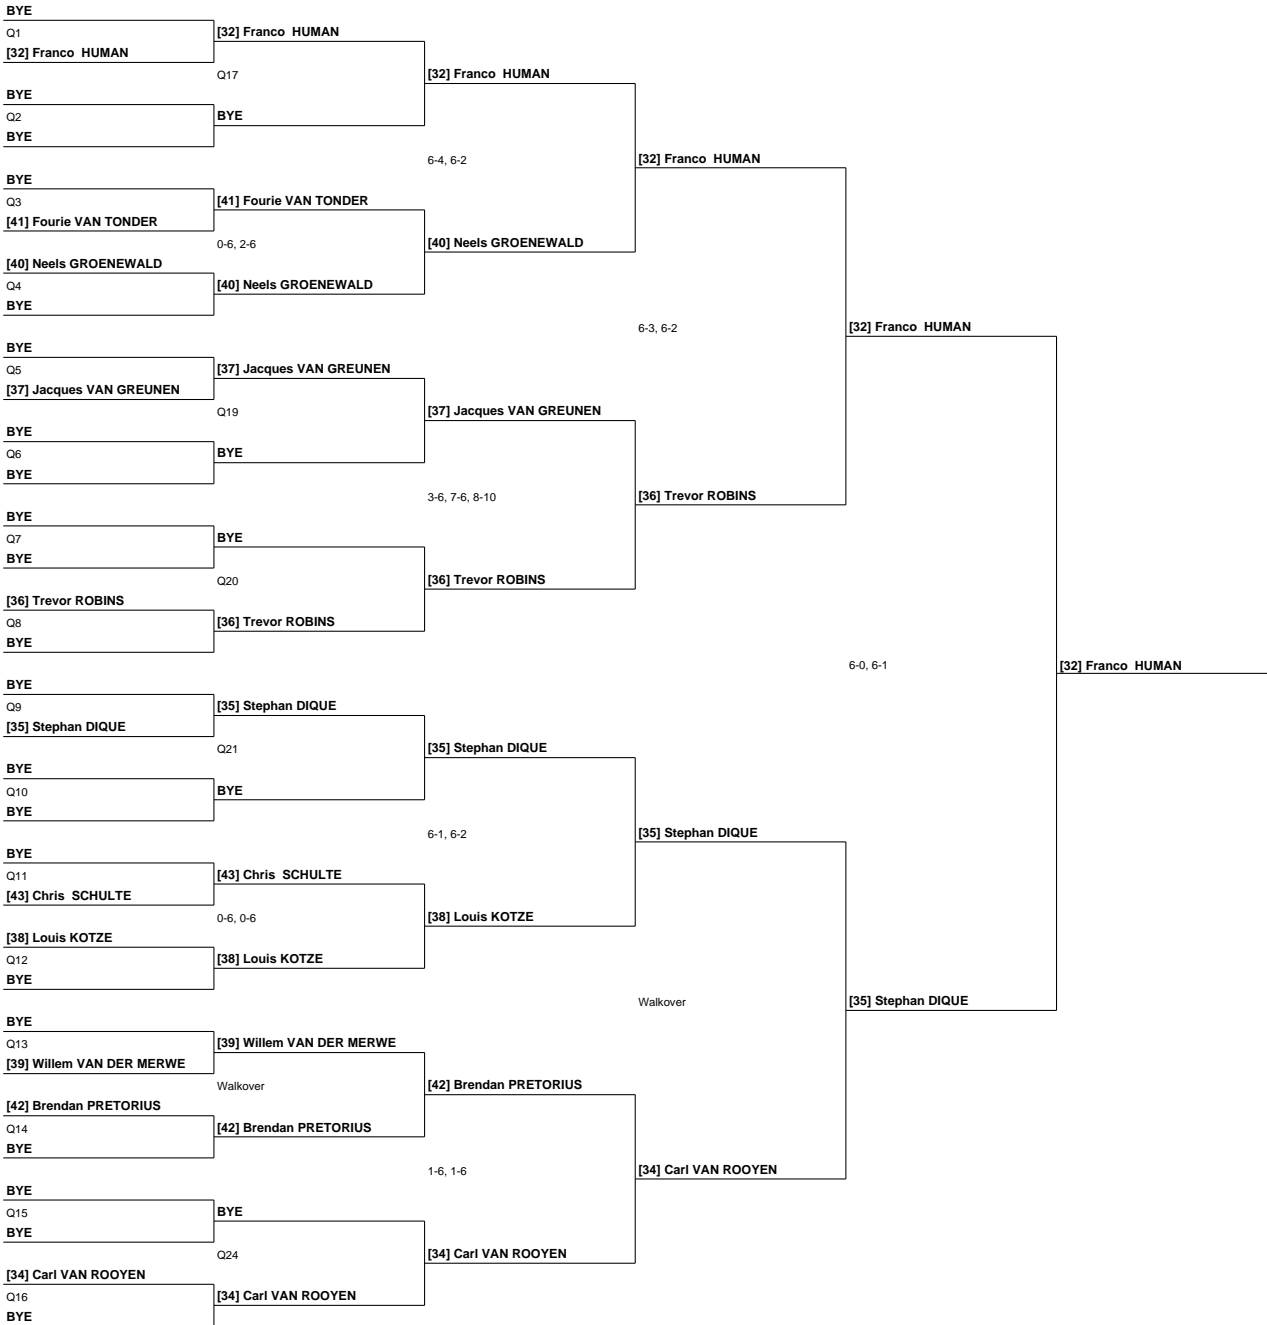 BYE
Q1
[32] Franco  HUMAN
BYE
Q2
BYE
BYE
Q3
[41] Fourie VAN TONDER
[40] Neels GROENEWALD
Q4
BYE
BYE
Q5
[37] Jacques VAN GREUNEN
BYE
Q6
BYE
BYE
Q7
BYE
[36] Trevor ROBINS
Q8
BYE
BYE
Q9
[35] Stephan DIQUE
BYE
Q10
BYE
BYE
Q11
[43] Chris  SCHULTE
[38] Louis KOTZE
Q12
BYE
BYE
Q13
[39] Willem VAN DER MERWE
[42] Brendan PRETORIUS
Q14
BYE
BYE
Q15
BYE
[34] Carl VAN ROOYEN
Q16
BYE
[32] Franco  HUMAN
Q17
BYE
[41] Fourie VAN TONDER
0-6, 2-6
[40] Neels GROENEWALD
[37] Jacques VAN GREUNEN
Q19
BYE
BYE
Q20
[36] Trevor ROBINS
[35] Stephan DIQUE
Q21
BYE
[43] Chris  SCHULTE
0-6, 0-6
[38] Louis KOTZE
[39] Willem VAN DER MERWE
Walkover
[42] Brendan PRETORIUS
BYE
Q24
[34] Carl VAN ROOYEN
[32] Franco  HUMAN
6-4, 6-2
[40] Neels GROENEWALD
[37] Jacques VAN GREUNEN
3-6, 7-6, 8-10
[36] Trevor ROBINS
[35] Stephan DIQUE
6-1, 6-2
[38] Louis KOTZE
[42] Brendan PRETORIUS
1-6, 1-6
[34] Carl VAN ROOYEN
[32] Franco  HUMAN
6-3, 6-2
[36] Trevor ROBINS
[35] Stephan DIQUE
Walkover
[34] Carl VAN ROOYEN
[32] Franco  HUMAN
6-0, 6-1
[35] Stephan DIQUE
[32] Franco  HUMAN